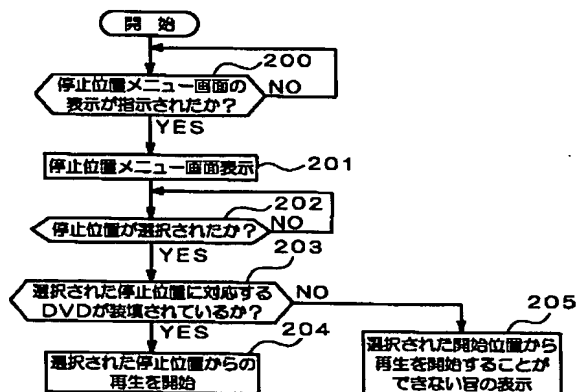 開 始
200
停止位置メニュー画面の
表示が指示されたか？
NO
YES
停止位置メニュー画面表示
201
202
停止位置が選択されたか？
NO
YES
203
選択された停止位置に対応する
DVDが装填されているか？
NO
YES
204
205
選択された停止位置からの
再生を開始
選択された開始位置から
再生を開始することが
できない旨の表示